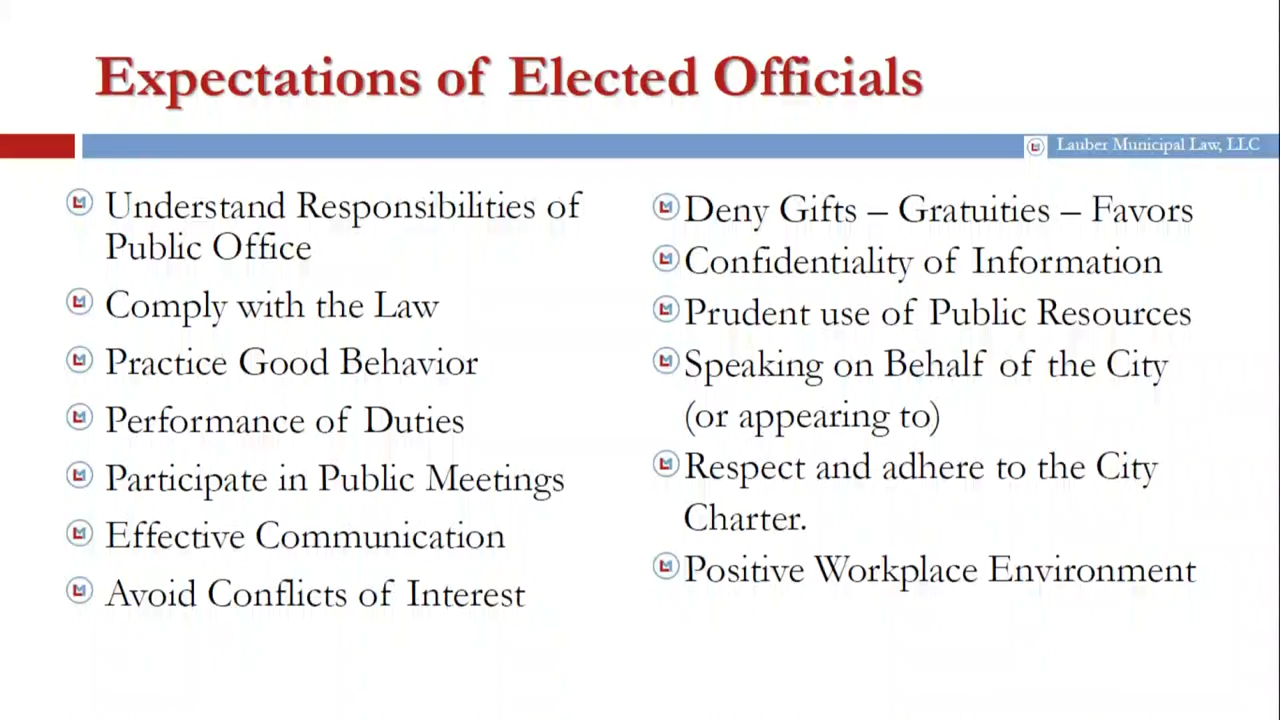 Expectations of Elected Officials
Lauber Municipal Law, LLC
Understand Responsibilities of
Public Office
Comply with the Law
Practice Good Behavior
Performance of Duties
Participate in Public Meetings
Effective Communication
Avoid Conflicts of Interest
Deny Gifts – Gratuities – Favors
Confidentiality of Information
Prudent use of Public Resources
Speaking on Behalf of the City
(or appearing to)
Respect and adhere to the City
Charter.
Positive Workplace Environment